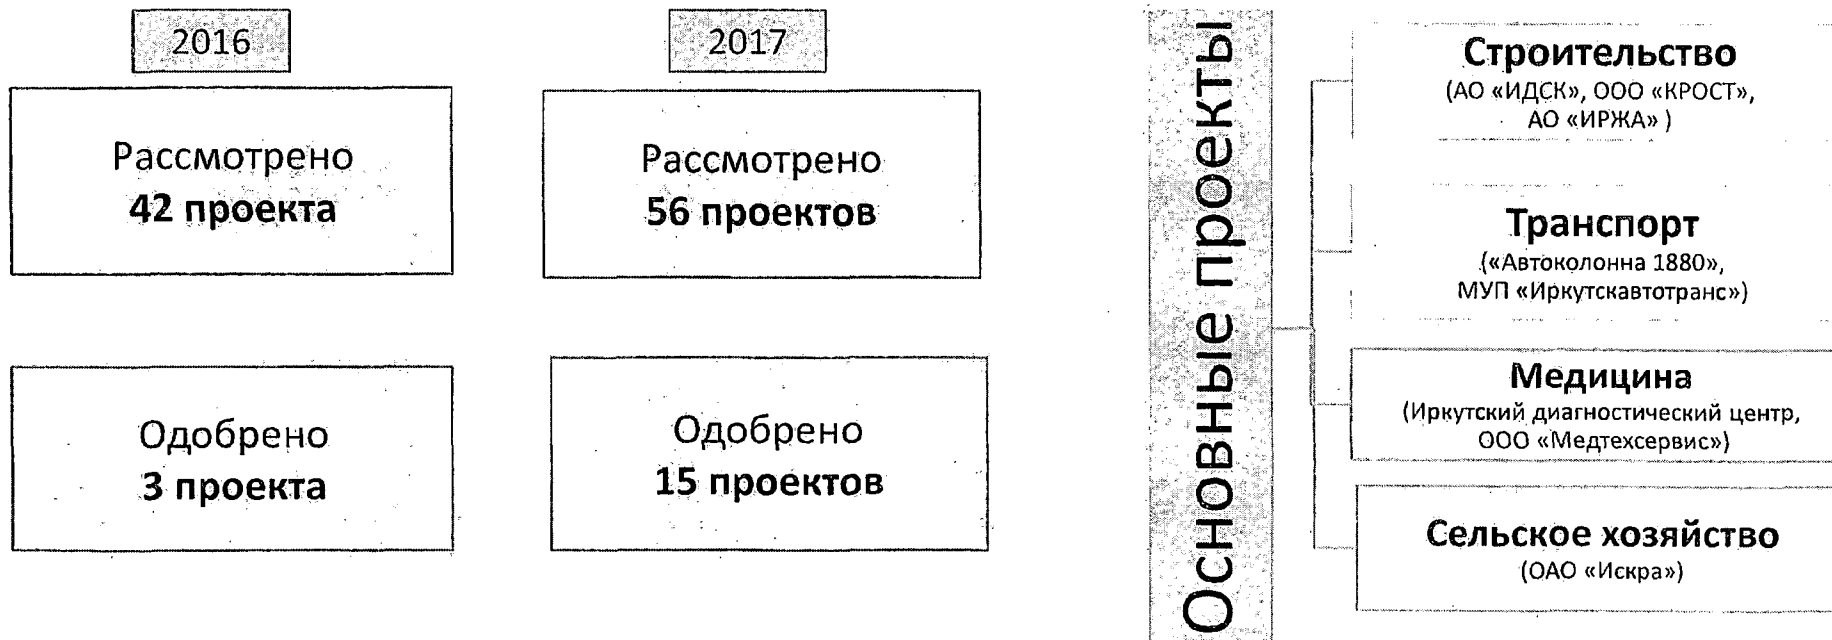 2016
Рассмотрено
42 проекта
Одобрено
3 проекта
2017
Рассмотрено
56 проектов
Одобрено
15 проектов
Основные проекты
Строительство
(АО «ИДСК», ООО «КРОСТ»,
АО «ИРЖА» )
Транспорт
(«Автоколонна 1880»,
МУП «Иркутскавтотранс»)
Медицина
(Иркутский диагностический центр,
ООО «Медтехсервис»)
Сельское хозяйство
(ОАО «Искра»)